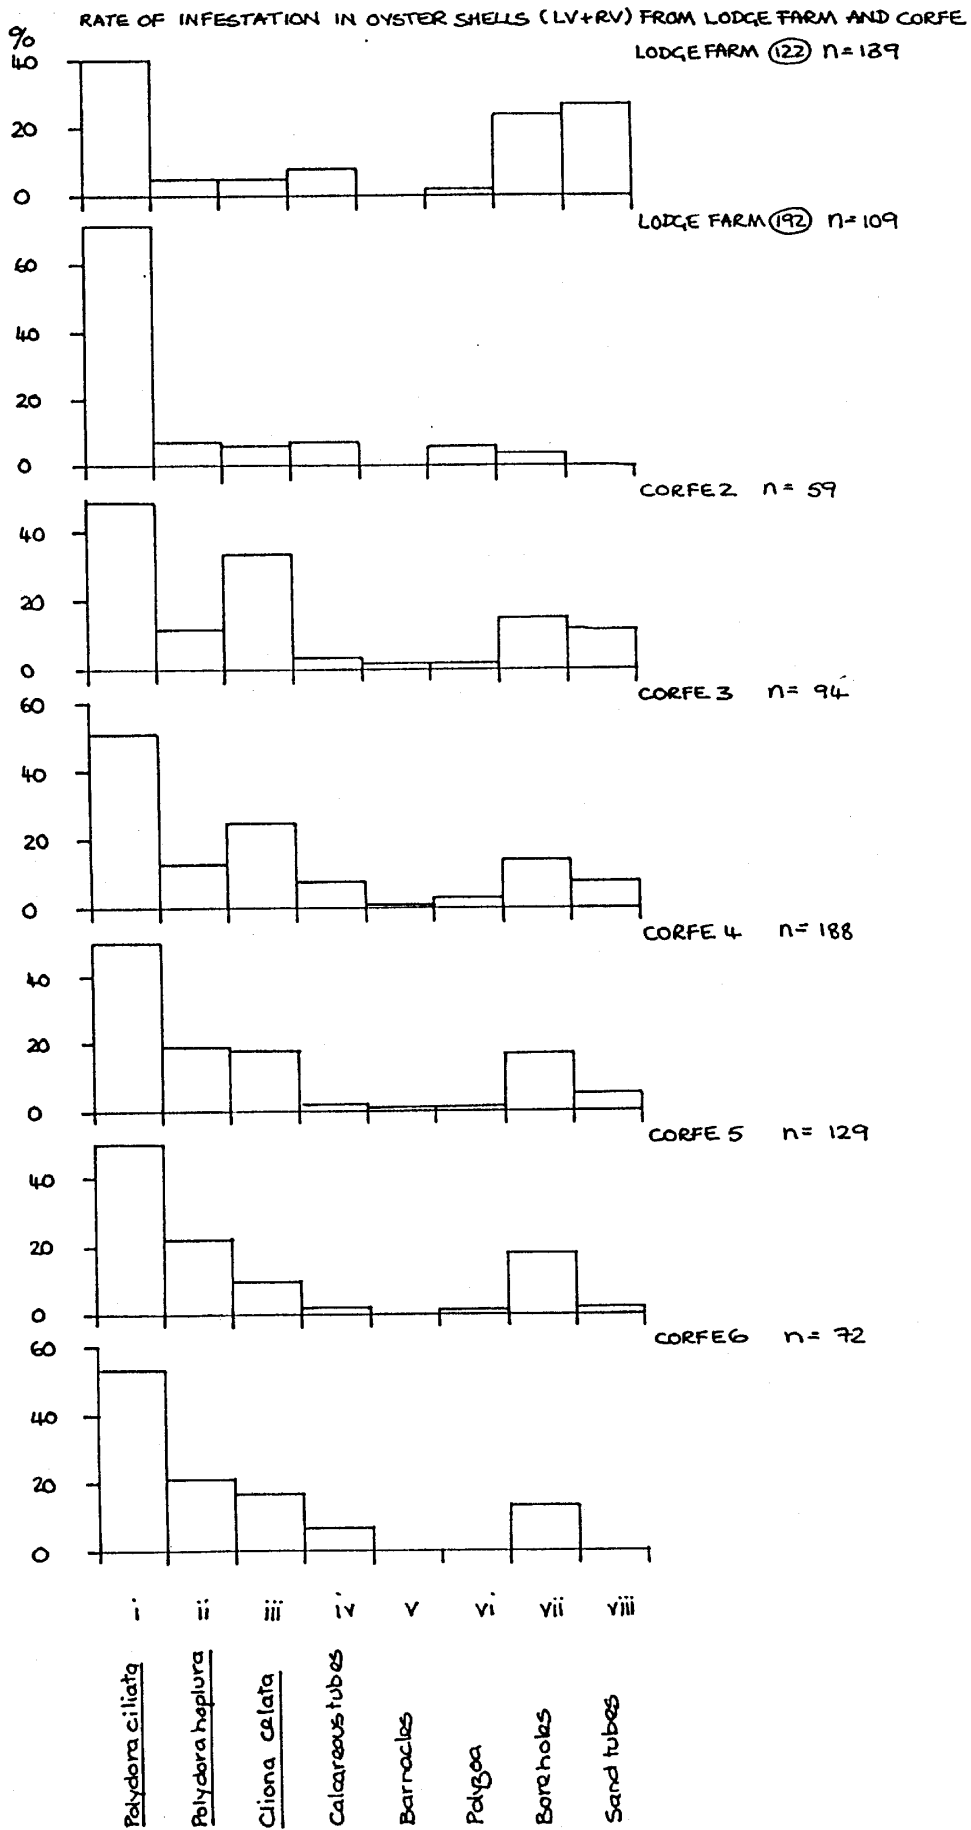 RATE OF INFESTATION IN OYSTER SHELLS (LV+RV) FROM LODGE FARM AND CORFE
%
LODGE FARM 122 n=139
40
20
0
LODGE FARM 192 n=109
60
40
20
0
CORFE 2 n= 59
40
20
0
CORFE 3 n= 94
60
40
20
0
CORFE 4 n= 188
40
20
0
CORFE 5 n= 129
40
20
0
CORFE 6 n= 72
60
40
20
0
i ii iii iv v vi vii viii
Polydora ciliata
Polydora hoplura
Cliona celata
Calcareous tubes
Barnacles
Polyzoa
Boreholes
Sand tubes